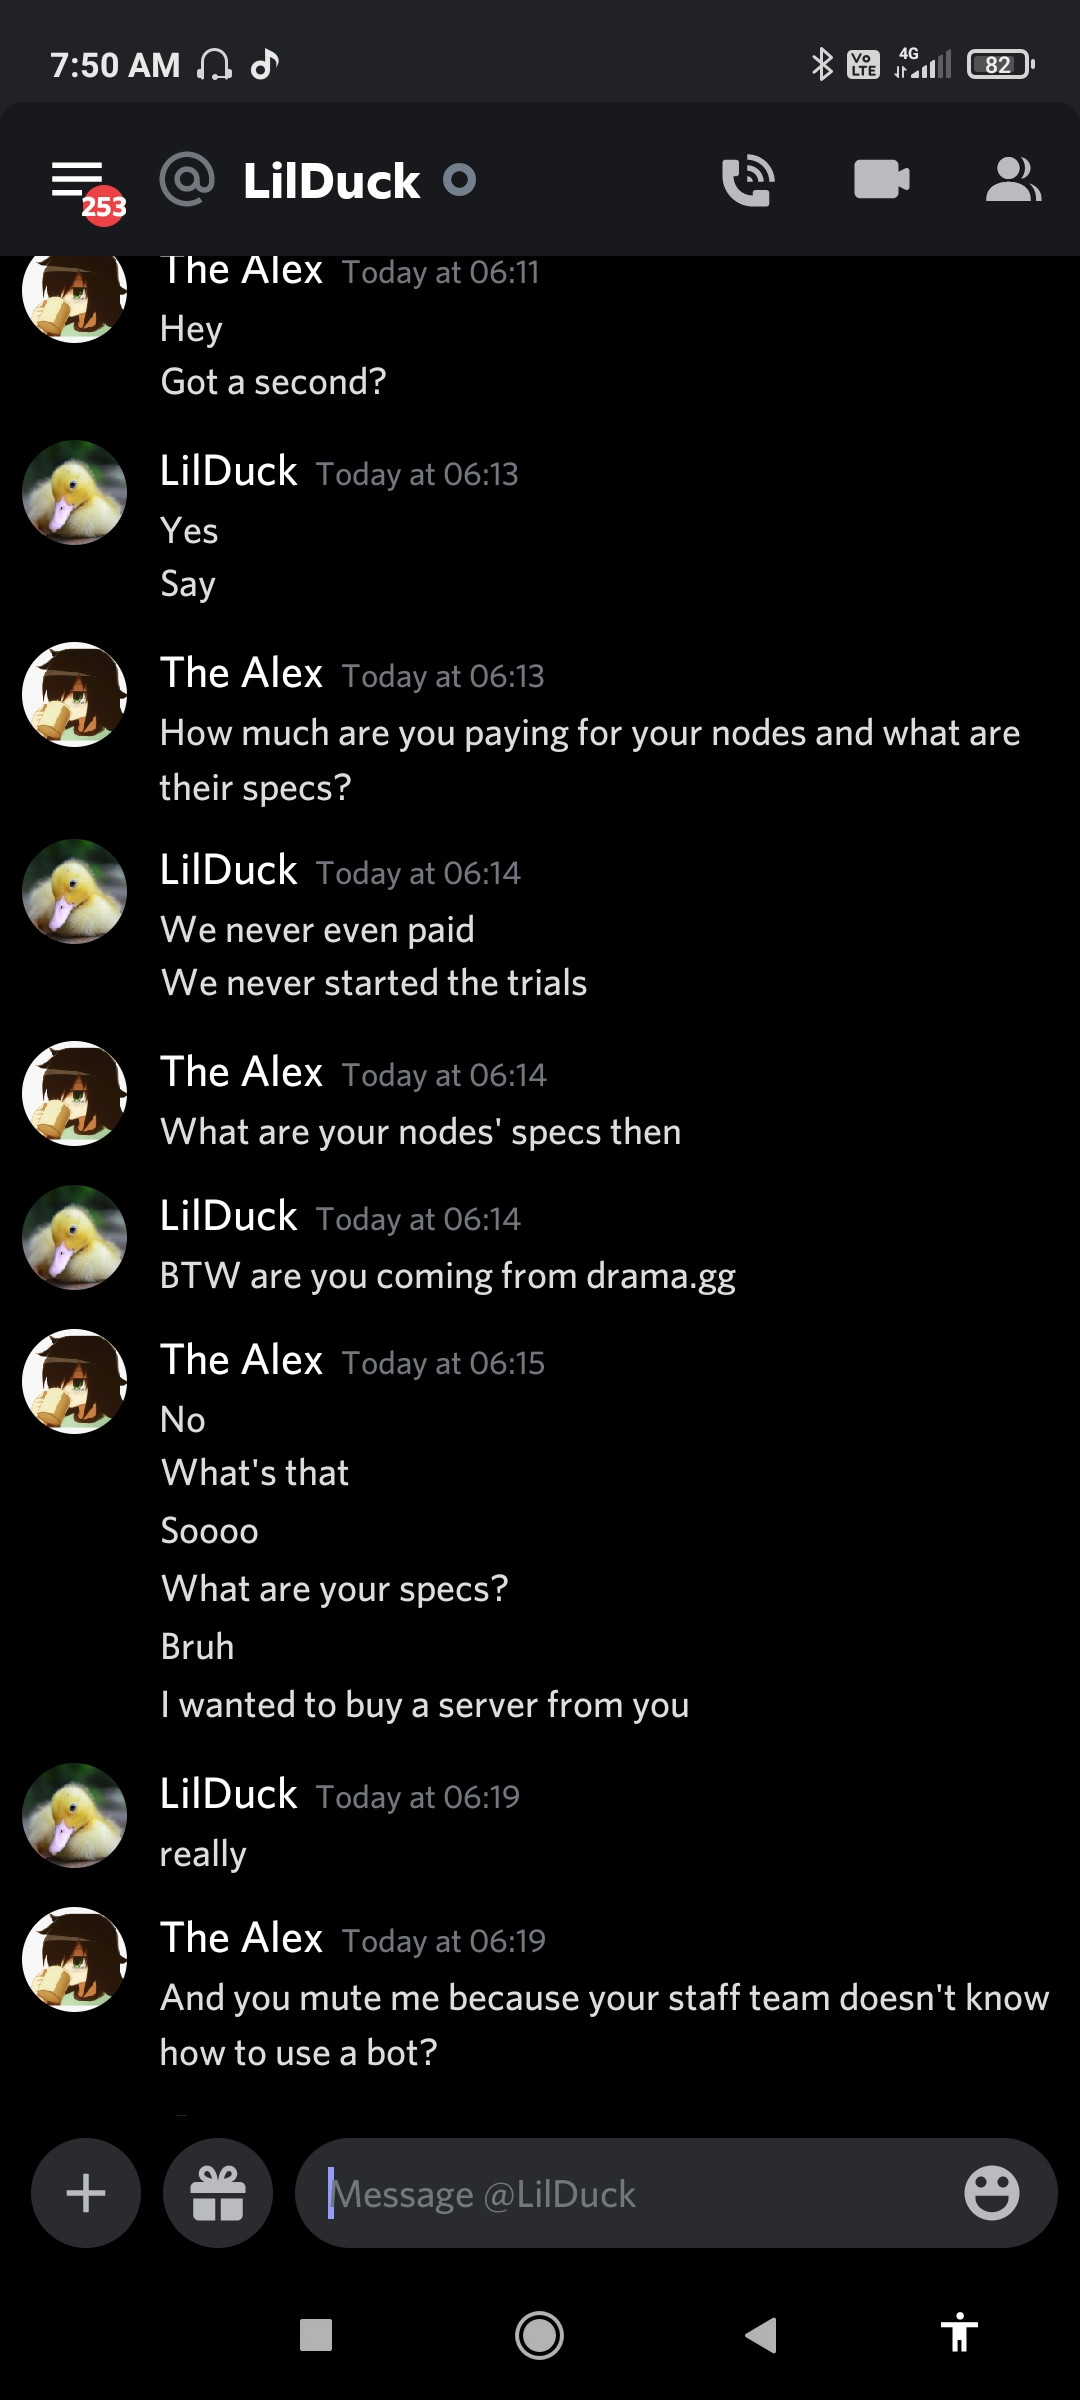 7:50 AM
Vo LTE
4G
82
253
LilDuck
The Alex Today at 06:11
Hey
Got a second?
LilDuck Today at 06:13
Yes
Say
The Alex Today at 06:13
How much are you paying for your nodes and what are
their specs?
LilDuck Today at 06:14
We never even paid
We never started the trials
The Alex Today at 06:14
What are your nodes' specs then
LilDuck Today at 06:14
BTW are you coming from drama.gg
The Alex Today at 06:15
No
What's that
Soooo
What are your specs?
Bruh
I wanted to buy a server from you
LilDuck Today at 06:19
really
The Alex Today at 06:19
And you mute me because your staff team doesn't know
how to use a bot?
Message @LilDuck